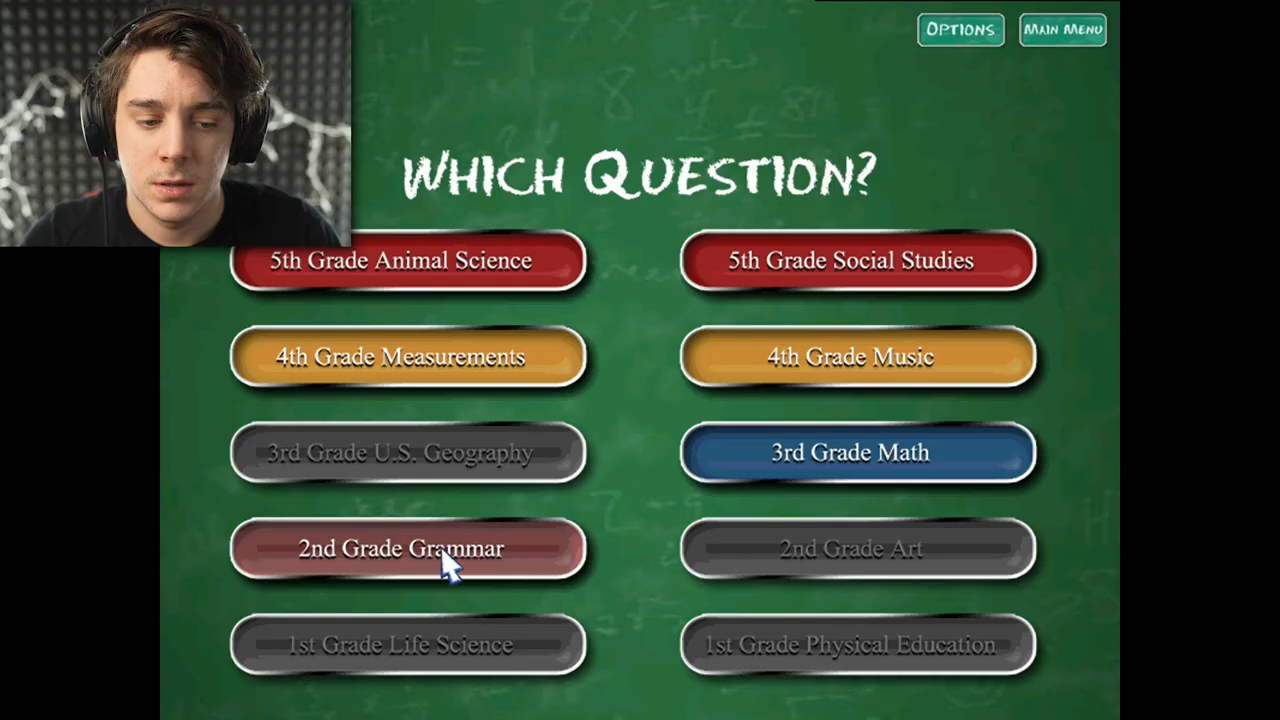 OPTIONS
MAIN MENU
WHICH QUESTION?
5th Grade Animal Science
5th Grade Social Studies
4th Grade Measurements
4th Grade Music
3rd Grade U.S. Geography
3rd Grade Math
2nd Grade Grammar
2nd Grade Art
1st Grade Life Science
1st Grade Physical Education